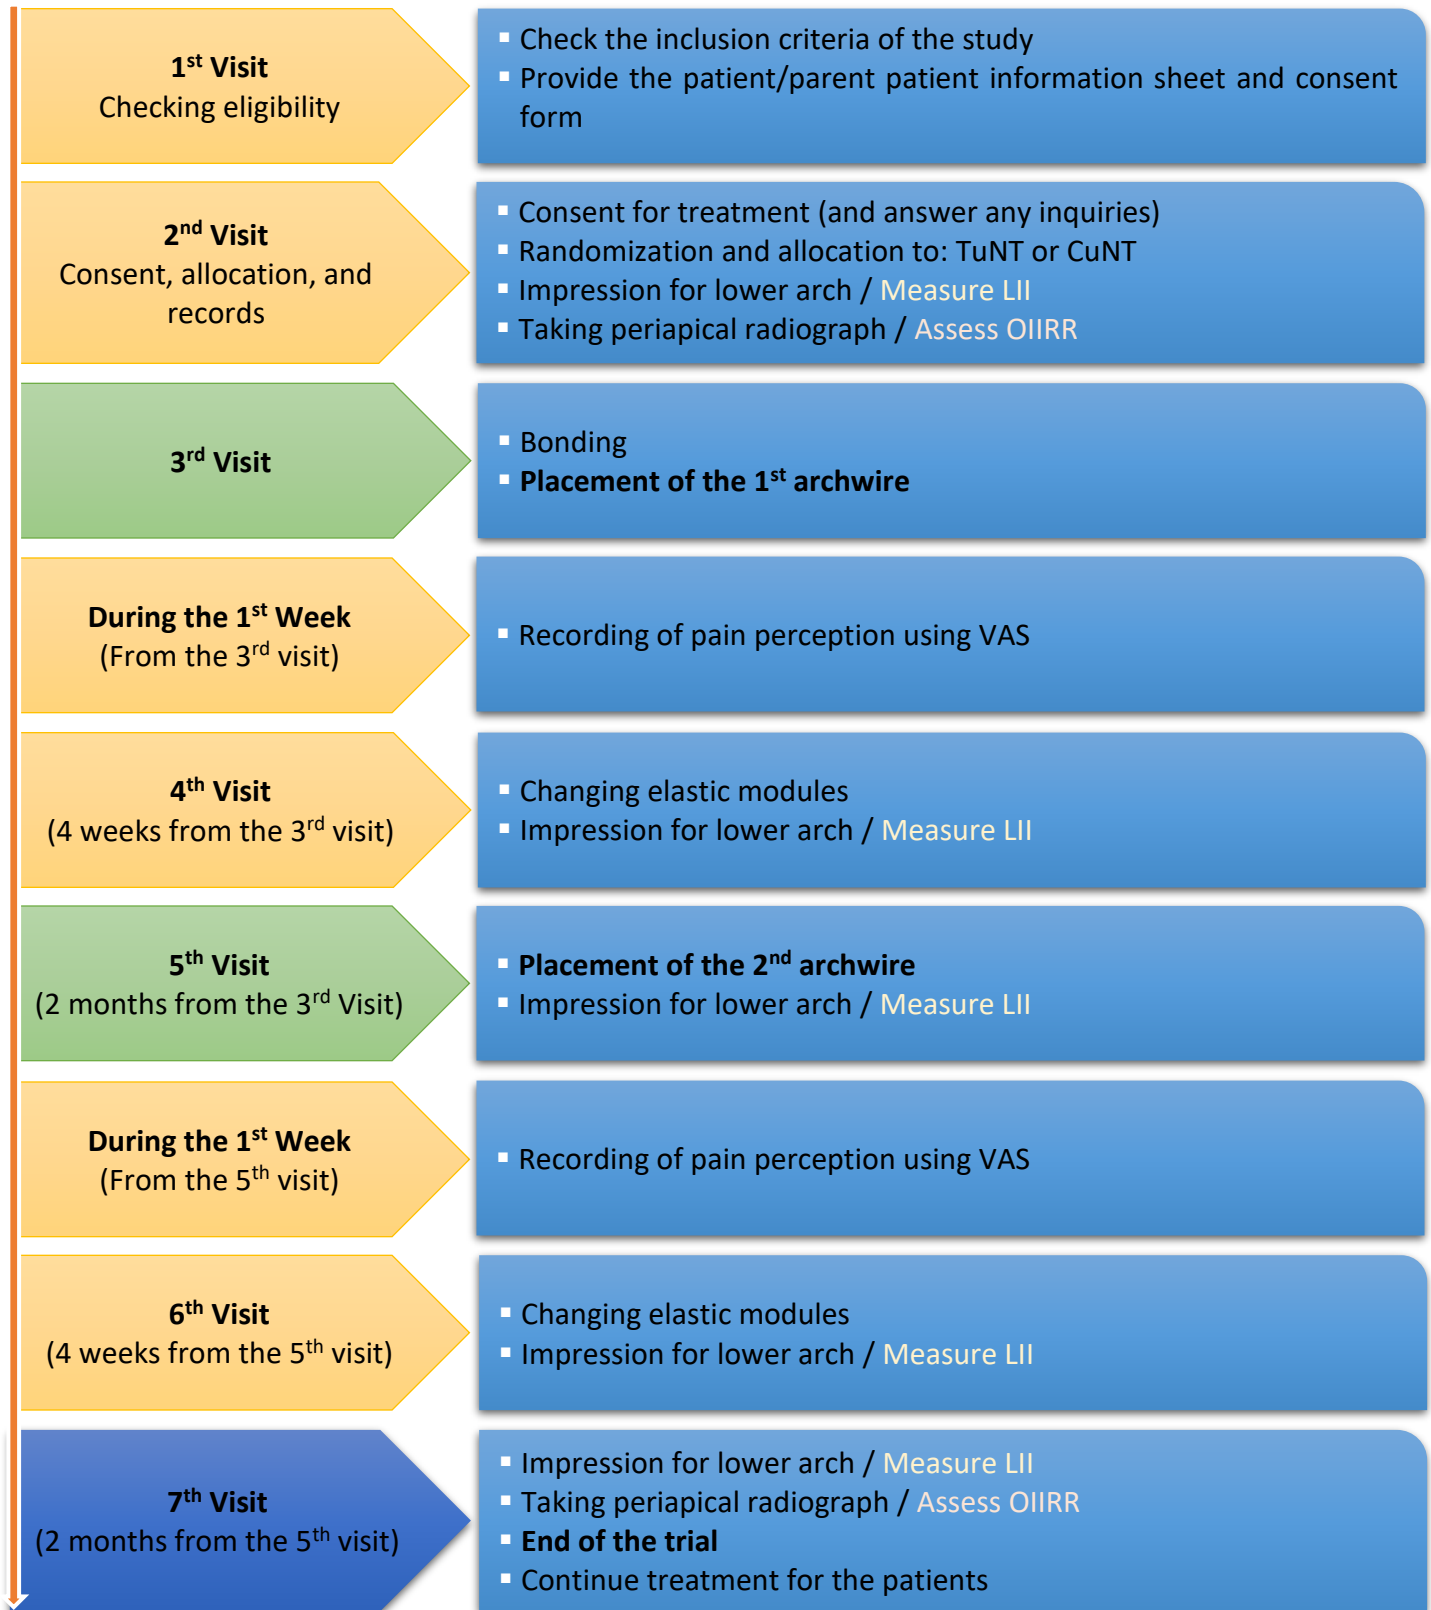 1st Visit
Checking eligibility
▪ Check the inclusion criteria of the study
▪ Provide the patient/parent patient information sheet and consent
form
2nd Visit
Consent, allocation, and
records
▪ Consent for treatment (and answer any inquiries)
▪ Randomization and allocation to: TuNT or CuNT
▪ Impression for lower arch / Measure LII
▪ Taking periapical radiograph / Assess OIIRR
3rd Visit
▪ Bonding
▪ Placement of the 1st archwire
During the 1st Week
(From the 3rd visit)
▪ Recording of pain perception using VAS
4th Visit
(4 weeks from the 3rd visit)
▪ Changing elastic modules
▪ Impression for lower arch / Measure LII
5th Visit
(2 months from the 3rd Visit)
▪ Placement of the 2nd archwire
▪ Impression for lower arch / Measure LII
During the 1st Week
(From the 5th visit)
▪ Recording of pain perception using VAS
6th Visit
(4 weeks from the 5th visit)
▪ Changing elastic modules
▪ Impression for lower arch / Measure LII
7th Visit
(2 months from the 5th visit)
▪ Impression for lower arch / Measure LII
▪ Taking periapical radiograph / Assess OIIRR
▪ End of the trial
▪ Continue treatment for the patients